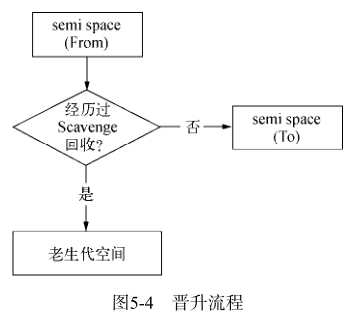 semi space
(From)
经历过
Scavenge
回收?
否
semi space
(To)
是
老生代空间
图5-4 晋升流程